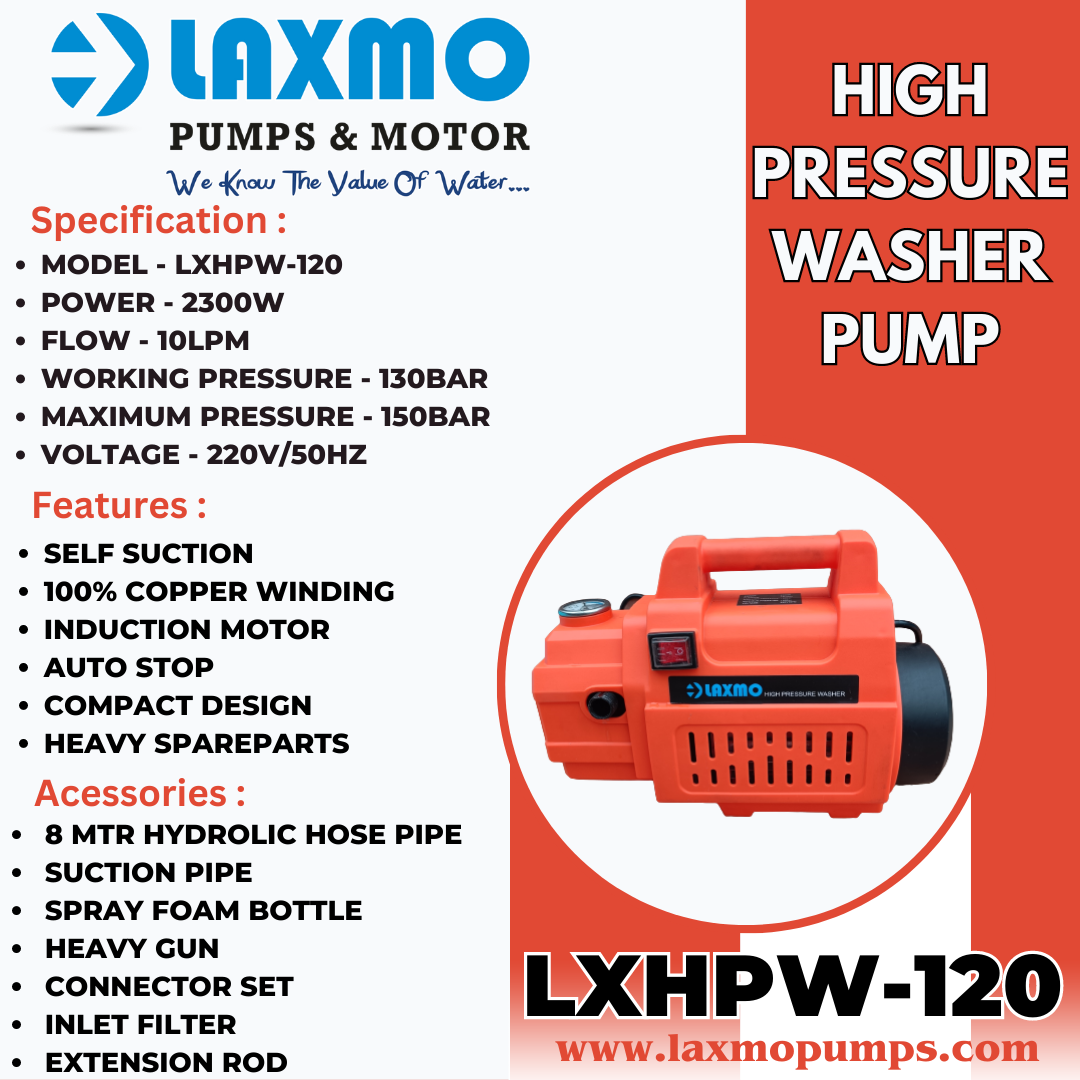 LAXMO
PUMPS & MOTOR
We Know The Value Of Water...
HIGH
PRESSURE
WASHER
PUMP
Specification :
• MODEL - LXHPW-120
• POWER - 2300W
• FLOW - 10LPM
• WORKING PRESSURE - 130BAR
• MAXIMUM PRESSURE - 150BAR
• VOLTAGE - 220V/50HZ
Features :
• SELF SUCTION
• 100% COPPER WINDING
• INDUCTION MOTOR
• AUTO STOP
• COMPACT DESIGN
• HEAVY SPAREPARTS
Acessories :
• 8 MTR HYDROLIC HOSE PIPE
• SUCTION PIPE
• SPRAY FOAM BOTTLE
• HEAVY GUN
• CONNECTOR SET
• INLET FILTER
• EXTENSION ROD
LAXMO HIGH PRESSURE WASHER
LXHPW-120
www.laxmopumps.com